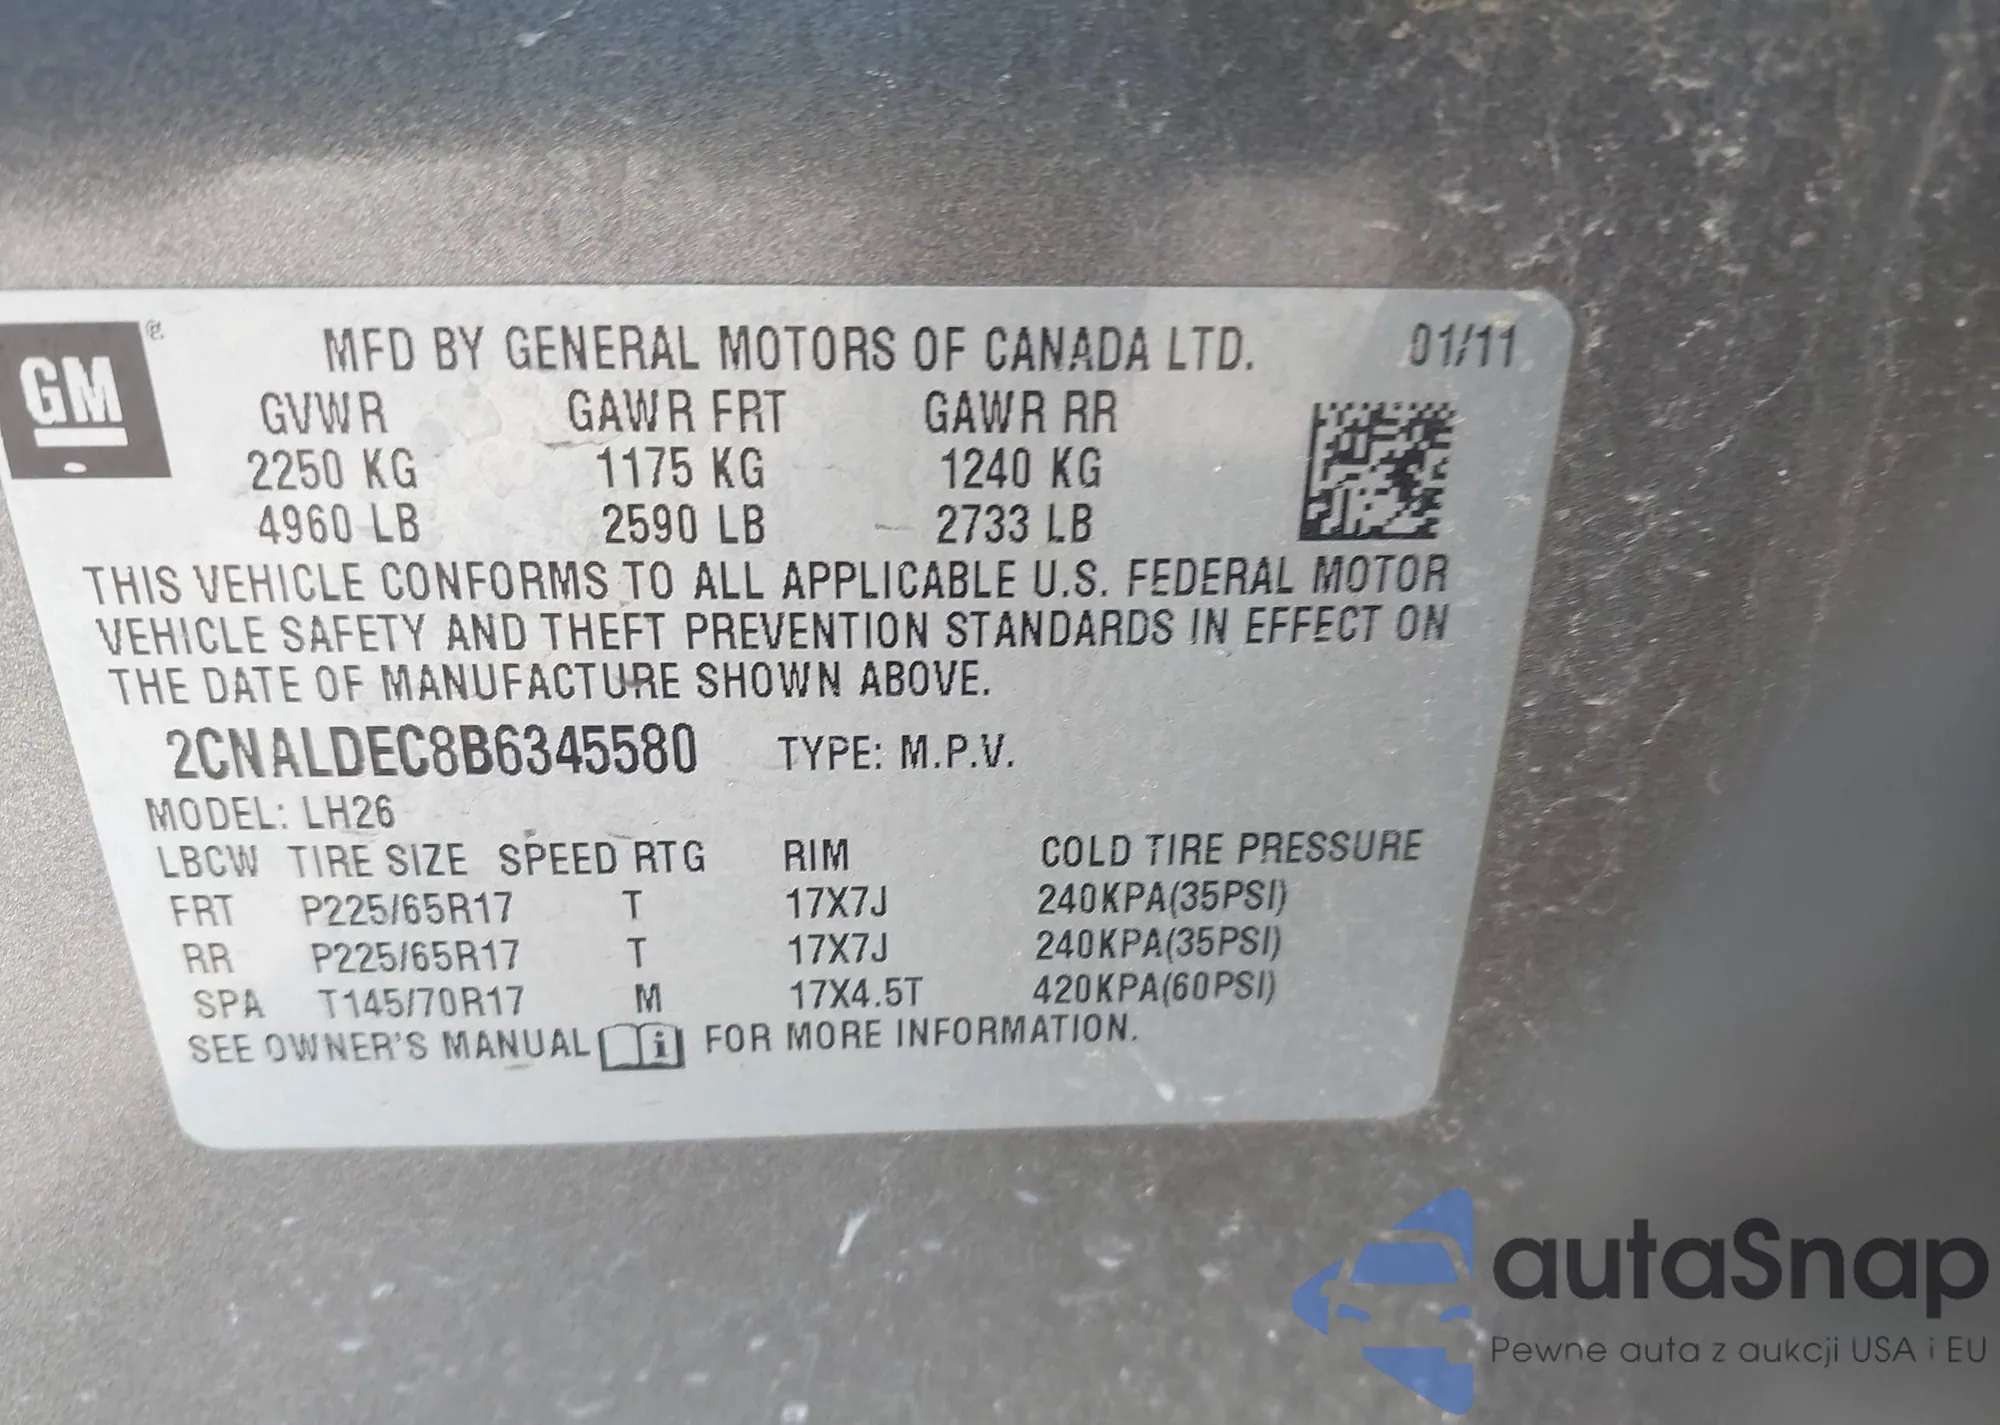 GM ®
MFD BY GENERAL MOTORS OF CANADA LTD. 01/11
GVWR GAWR FRT GAWR RR
2250 KG 1175 KG 1240 KG
4960 LB 2590 LB 2733 LB
THIS VEHICLE CONFORMS TO ALL APPLICABLE U.S. FEDERAL MOTOR
VEHICLE SAFETY AND THEFT PREVENTION STANDARDS IN EFFECT ON
THE DATE OF MANUFACTURE SHOWN ABOVE.
2CNALDEC8B6345580 TYPE: M.P.V.
MODEL: LH26
LBCW TIRE SIZE SPEED RTG RIM COLD TIRE PRESSURE
FRT P225/65R17 T 17X7J 240KPA(35PSI)
RR P225/65R17 T 17X7J 240KPA(35PSI)
SPA T145/70R17 M 17X4.5T 420KPA(60PSI)
SEE OWNER'S MANUAL i FOR MORE INFORMATION.
autaSnap
Pewne auta z aukcji USA i EU